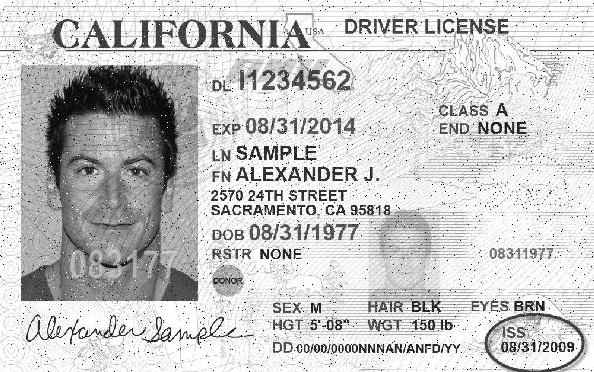 CALIFORNIA USA DRIVER LICENSE
DL I1234562
CLASS A
EXP 08/31/2014 END NONE
LN SAMPLE
FN ALEXANDER J.
2570 24TH STREET
SACRAMENTO, CA 95818
DOB 08/31/1977
RSTR NONE 08311977
083177
DONOR
SEX M HAIR BLK EYES BRN
HGT 5'-08" WGT 150 lb ISS
DD 00/00/0000NNNAN/ANFD/YY 08/31/2009
Alexander Sample